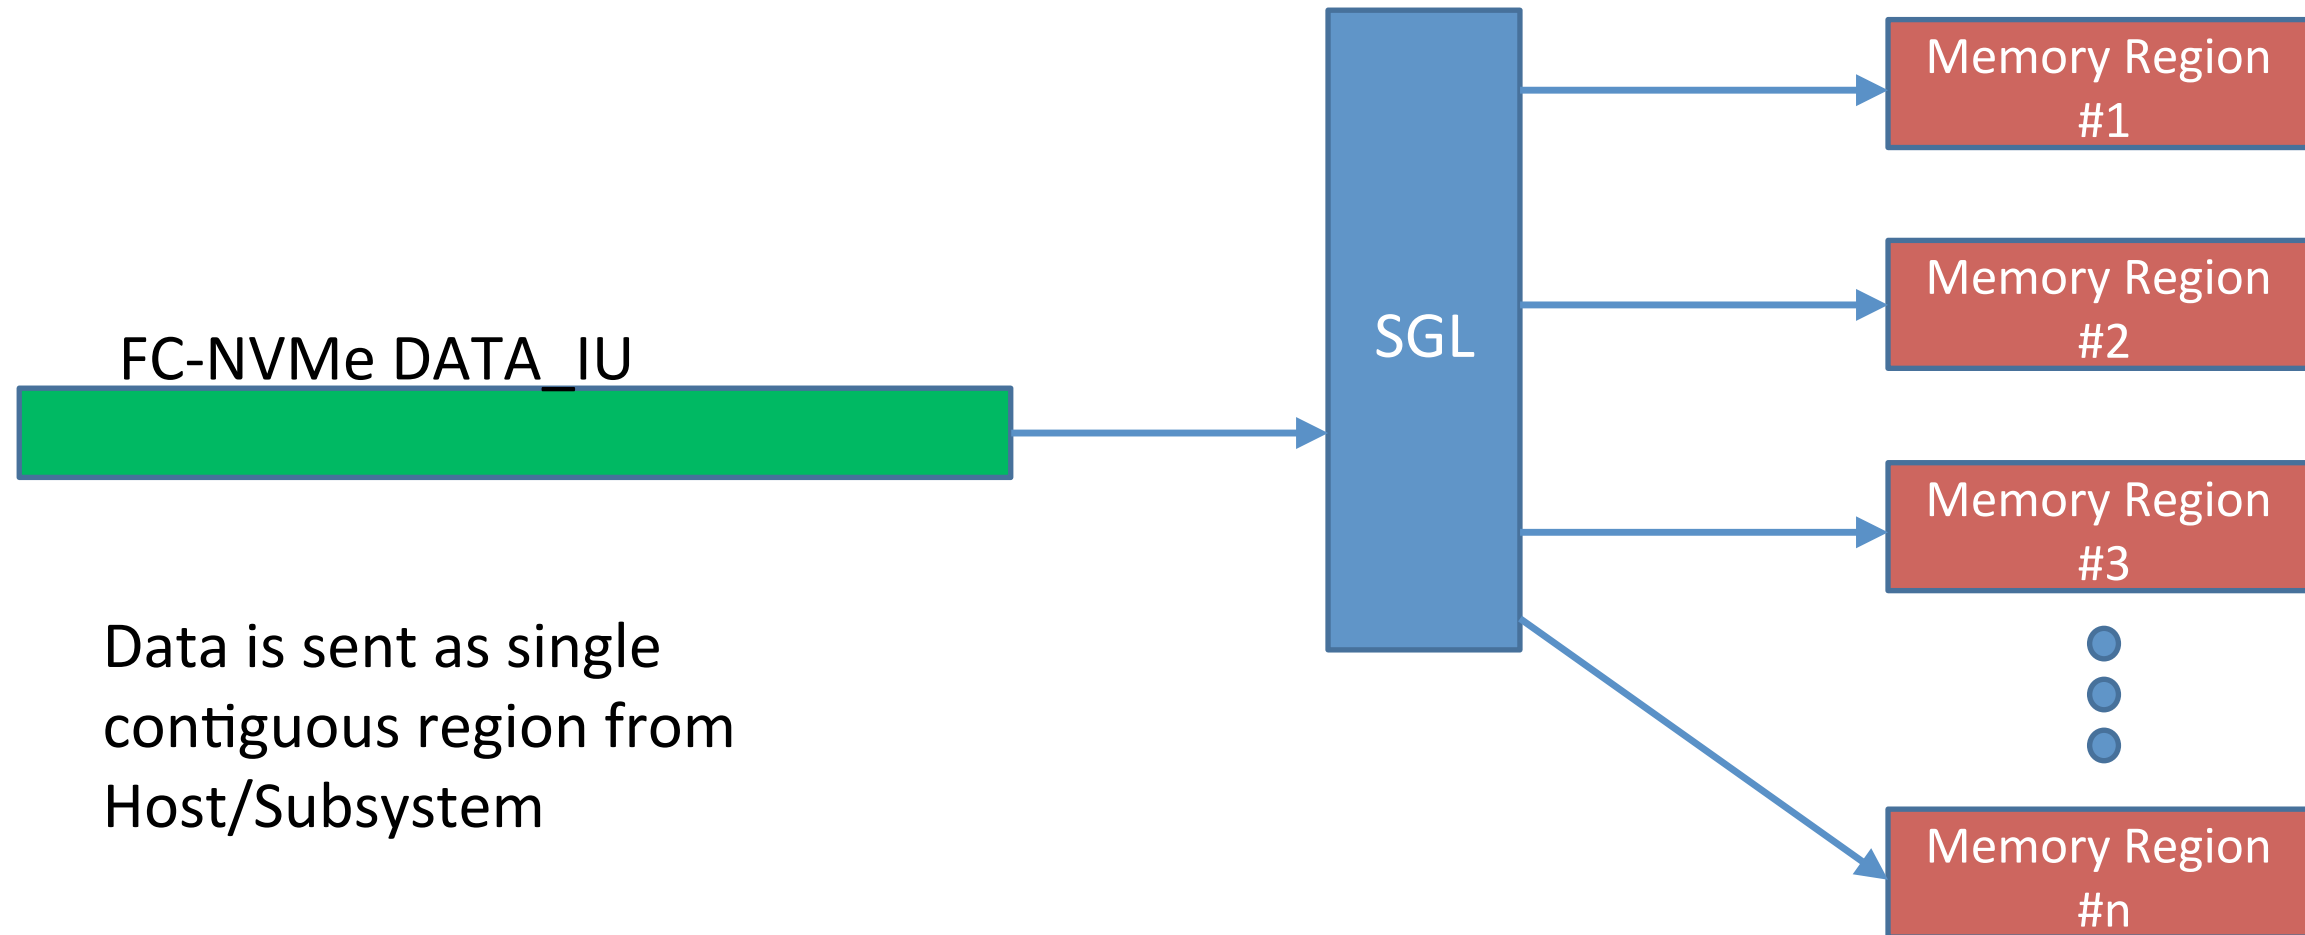 FC-NVMe DATA_IU
Data is sent as single
contiguous region from
Host/Subsystem
SGL
Memory Region
#1
Memory Region
#2
Memory Region
#3
Memory Region
#n